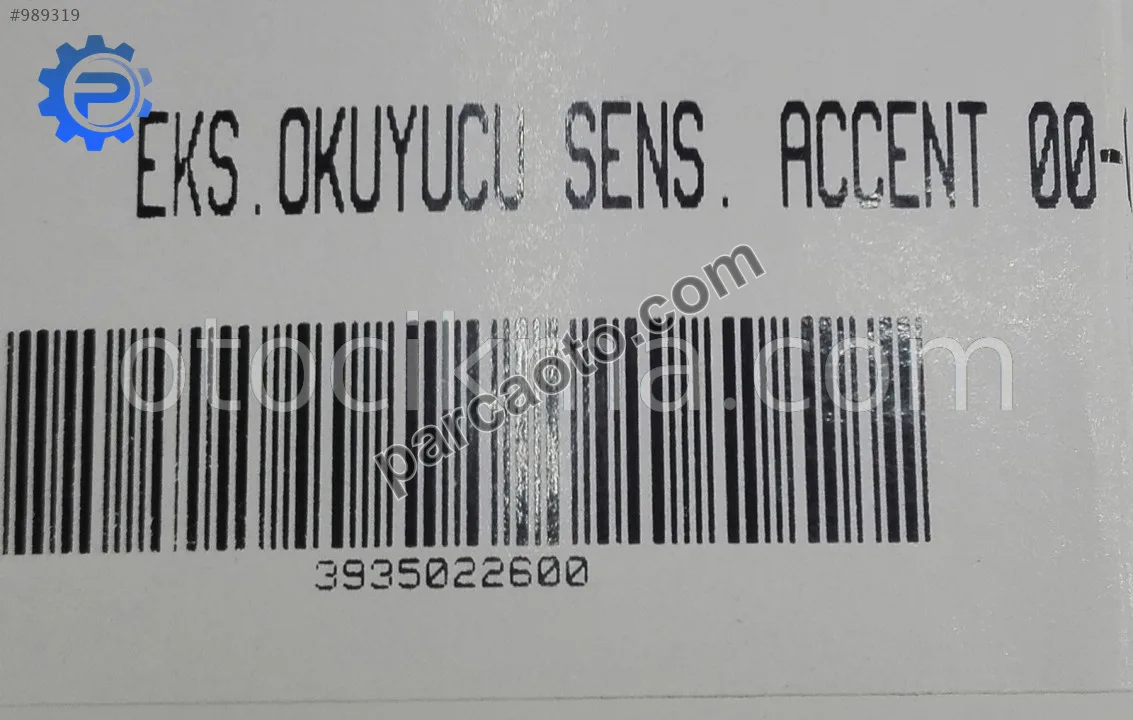 #989319
P
EKS.OKUYUCU SENS. ACCENT 00-
parcaoto.com
otocikma.com
3935022600